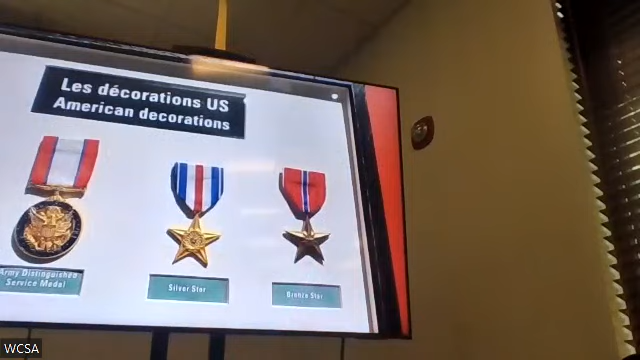 Les décorations US
American decorations
Army Distinguished
Service Medal
Silver Star
Bronze Star
WCSA